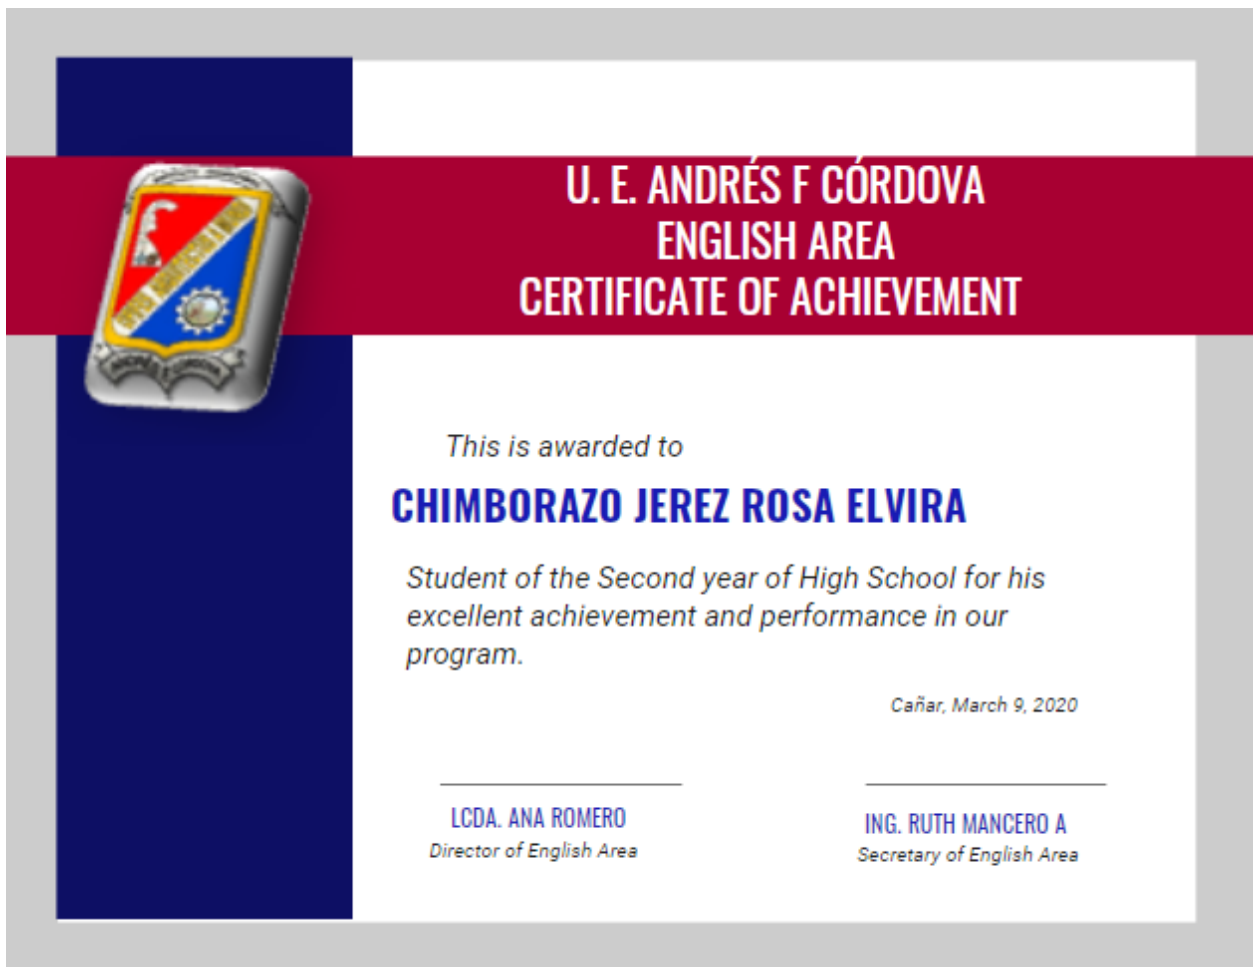 U. E. ANDRÉS F CÓRDOVA
ENGLISH AREA
CERTIFICATE OF ACHIEVEMENT
ANDRÉS F CÓRDOVA
This is awarded to
CHIMBORAZO JEREZ ROSA ELVIRA
Student of the Second year of High School for his
excellent achievement and performance in our
program.
Cañar, March 9, 2020
LCDA. ANA ROMERO
Director of English Area
ING. RUTH MANCERO A
Secretary of English Area